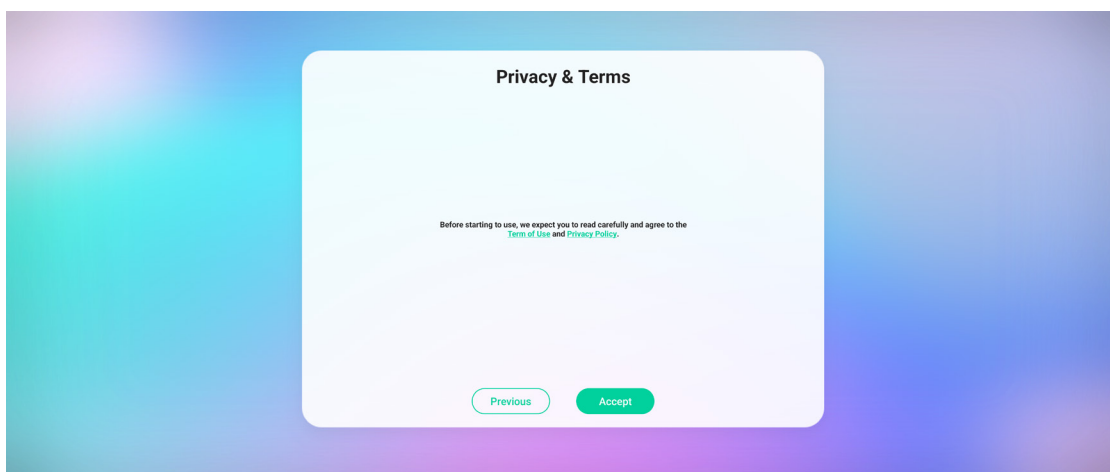 Privacy & Terms
Before starting to use, we expect you to read carefully and agree to the
Term of Use and Privacy Policy.
Previous
Accept